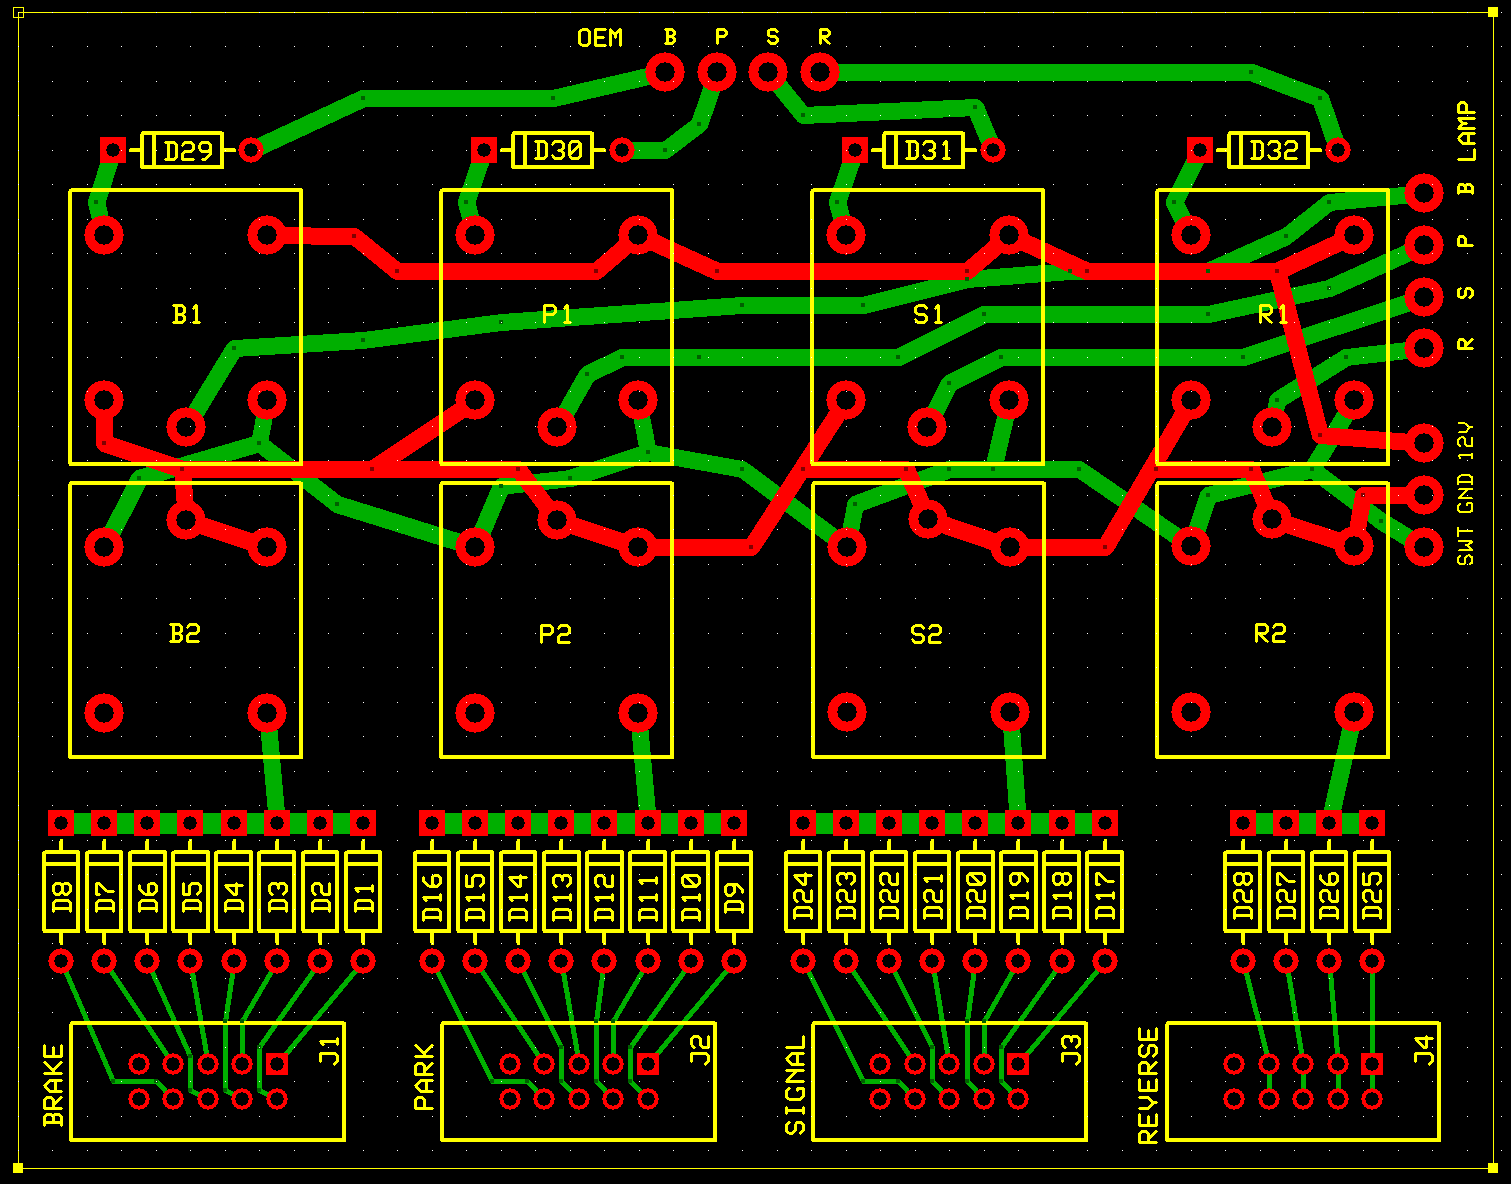 OEM B P S R
LAMP
D29 D30 D31 D32
B
P
S
R
B1 P1 S1 R1
12V
GND
SWT
B2 P2 S2 R2
D8 D7 D6 D5 D4 D3 D2 D1
D16 D15 D14 D13 D12 D11 D10 D9
D24 D23 D22 D21 D20 D19 D18 D17
D28 D27 D26 D25
BRAKE J1
PARK J2
SIGNAL J3
REVERSE J4